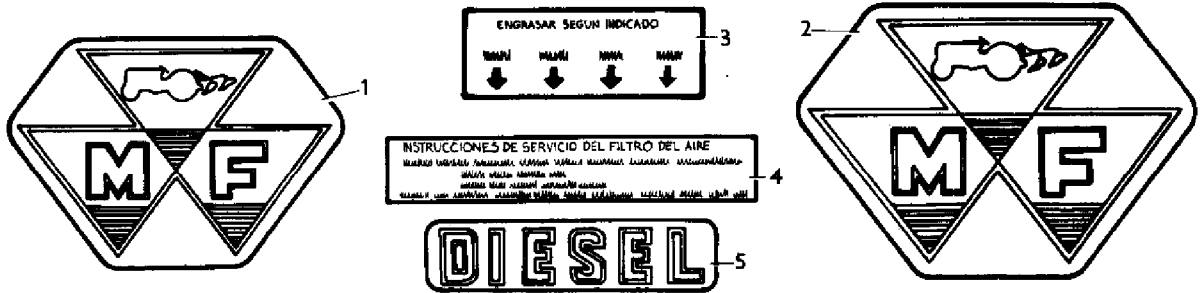 M F
1
ENGRASAR SEGUN INDICADO
3
INSTRUCCIONES DE SERVICIO DEL FILTRO DEL AIRE
4
DIESEL
5
2
M F